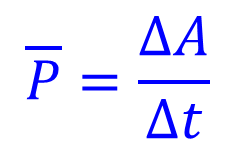 P̅ = ΔA / Δt